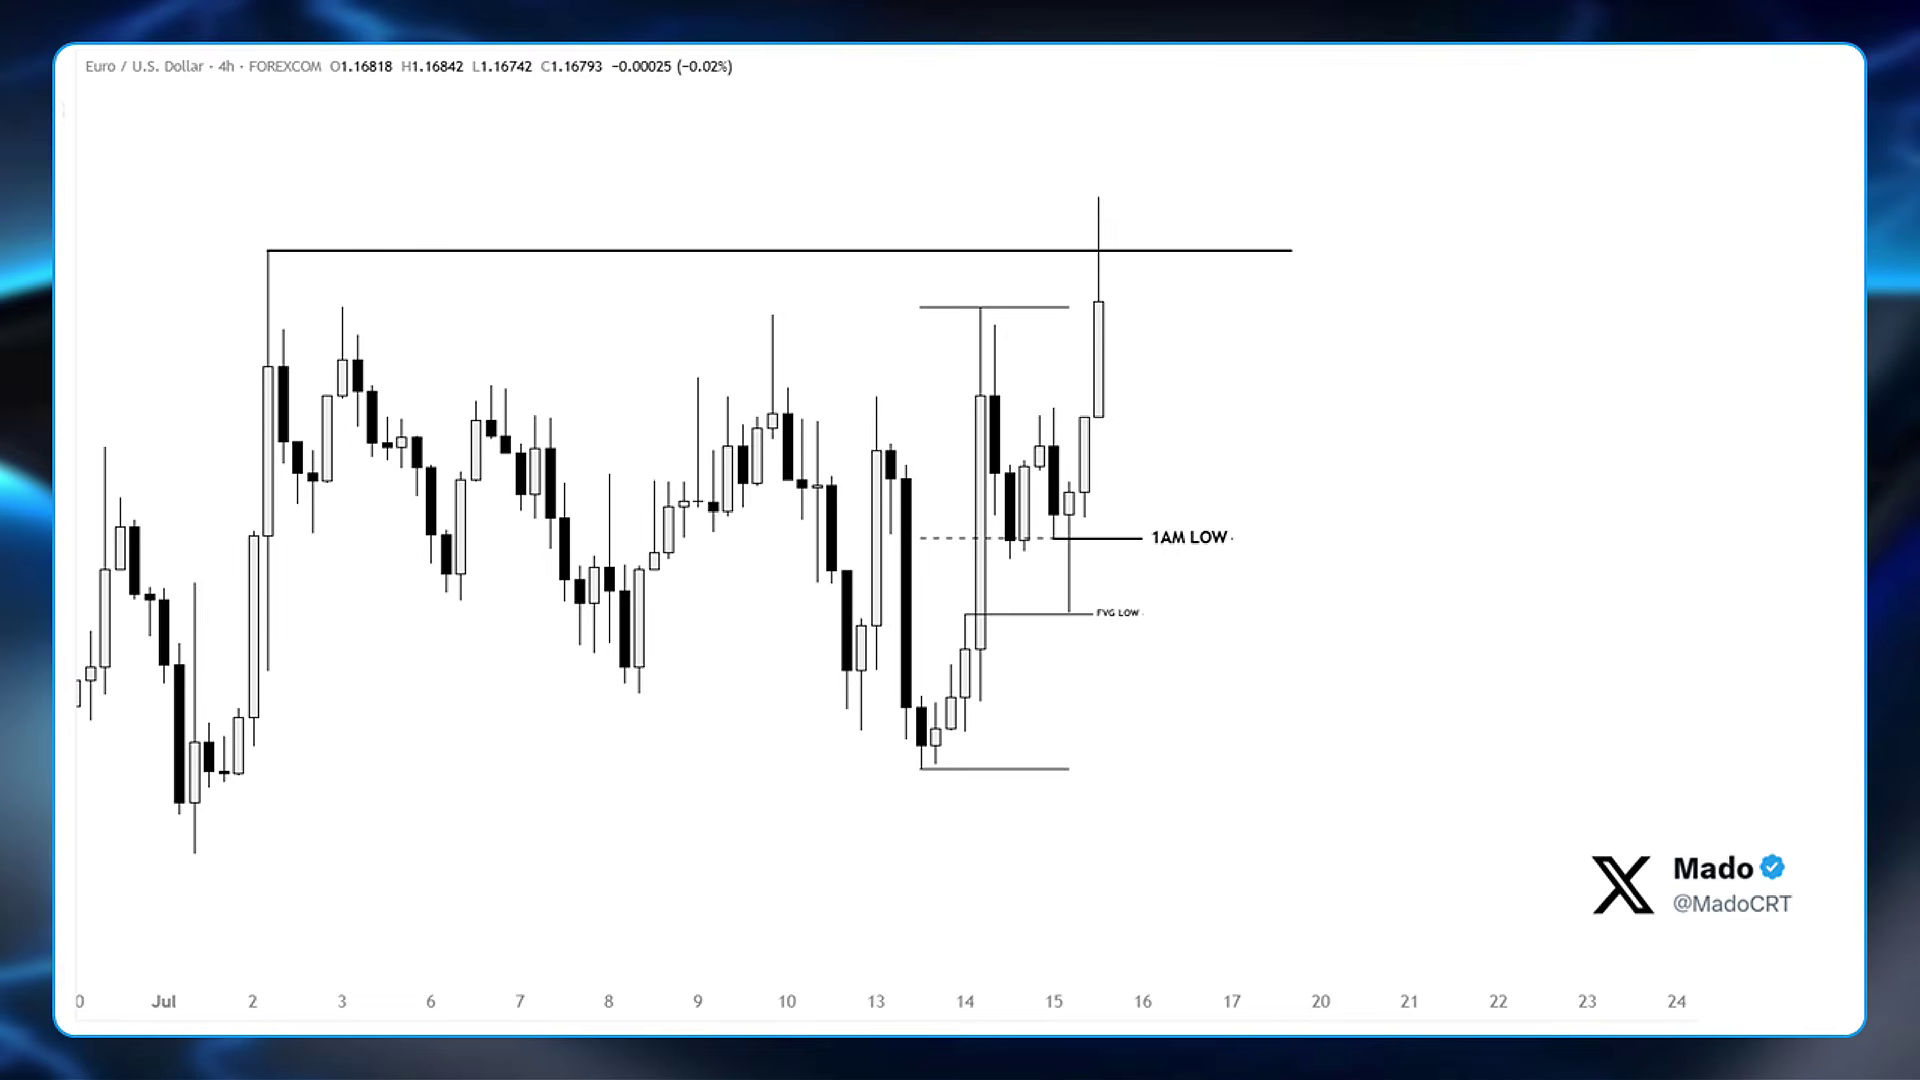 Euro / U.S. Dollar · 4h · FOREXCOM O1.16818 H1.16842 L1.16742 C1.16793 −0.00025 (−0.02%)
1AM LOW
FVG LOW
Mado
@MadoCRT
0 Jul 2 3 6 7 8 9 10 13 14 15 16 17 20 21 22 23 24